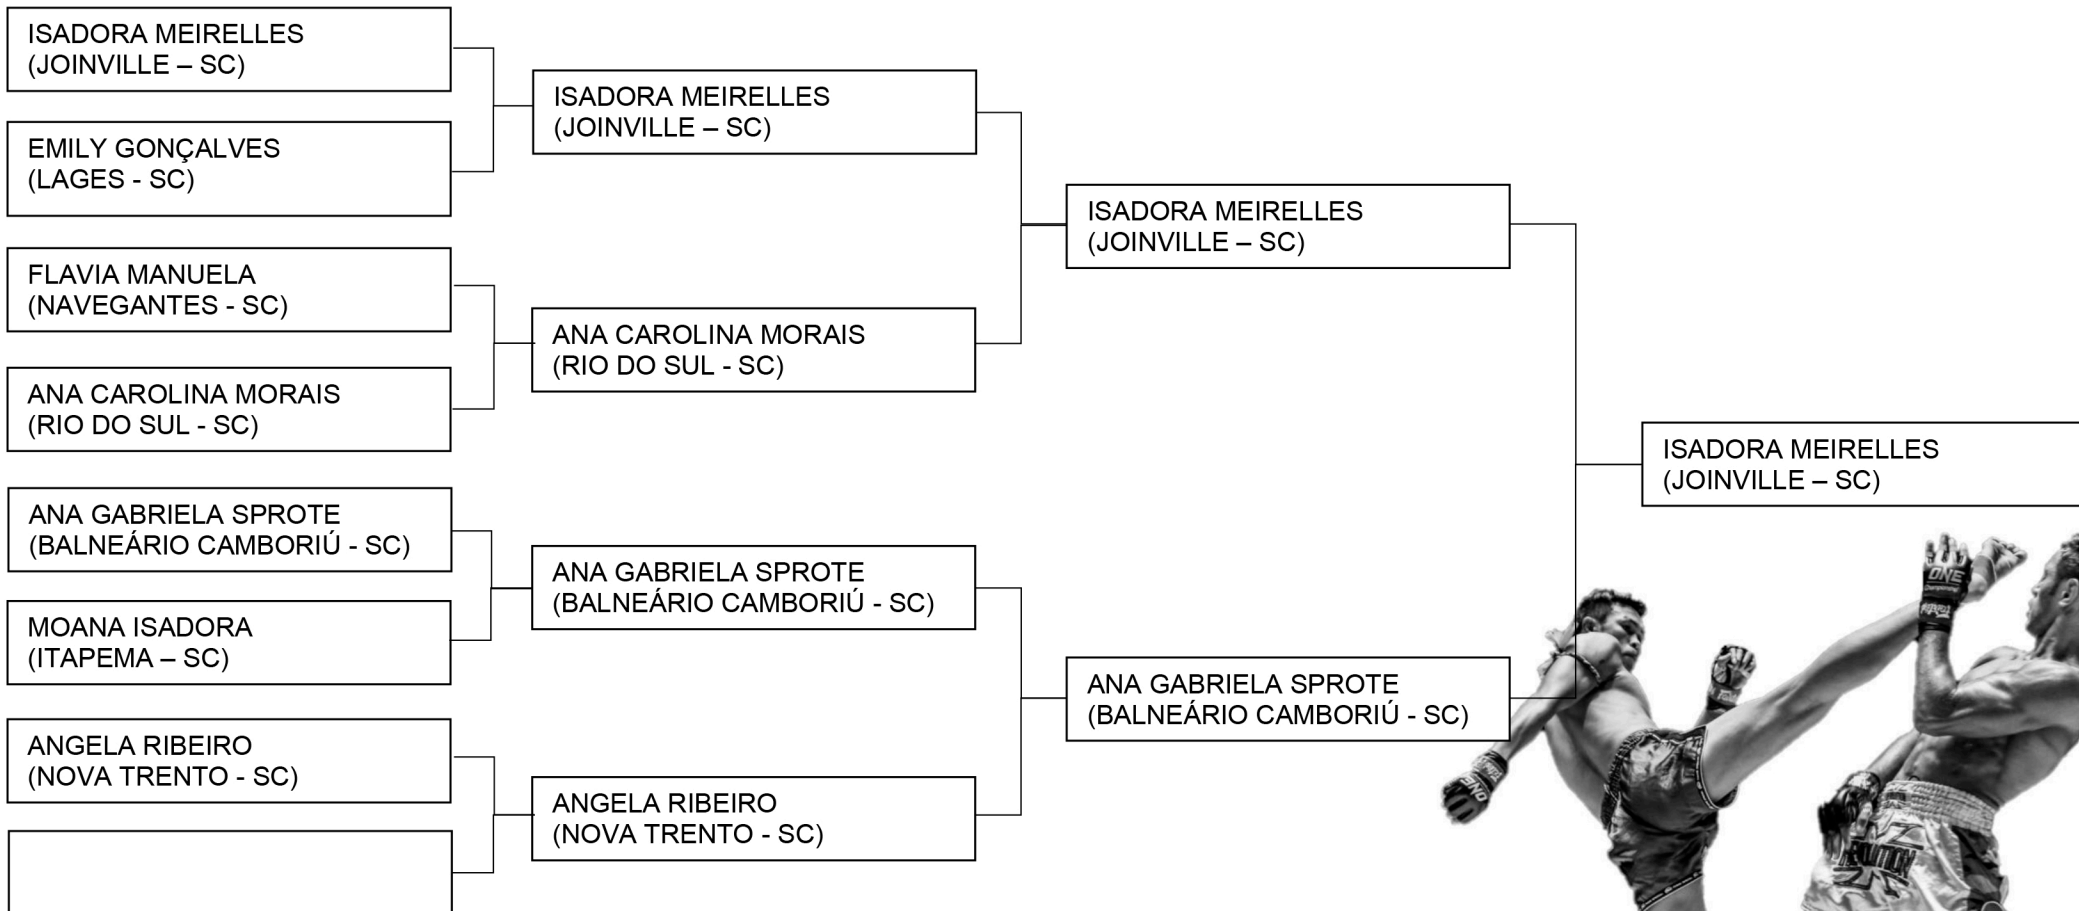 ISADORA MEIRELLES
(JOINVILLE – SC)
EMILY GONÇALVES
(LAGES - SC)
FLAVIA MANUELA
(NAVEGANTES - SC)
ANA CAROLINA MORAIS
(RIO DO SUL - SC)
ANA GABRIELA SPROTE
(BALNEÁRIO CAMBORIÚ - SC)
MOANA ISADORA
(ITAPEMA – SC)
ANGELA RIBEIRO
(NOVA TRENTO - SC)
ISADORA MEIRELLES
(JOINVILLE – SC)
ANA CAROLINA MORAIS
(RIO DO SUL - SC)
ANA GABRIELA SPROTE
(BALNEÁRIO CAMBORIÚ - SC)
ANGELA RIBEIRO
(NOVA TRENTO - SC)
ISADORA MEIRELLES
(JOINVILLE – SC)
ANA GABRIELA SPROTE
(BALNEÁRIO CAMBORIÚ - SC)
ISADORA MEIRELLES
(JOINVILLE – SC)
ONE